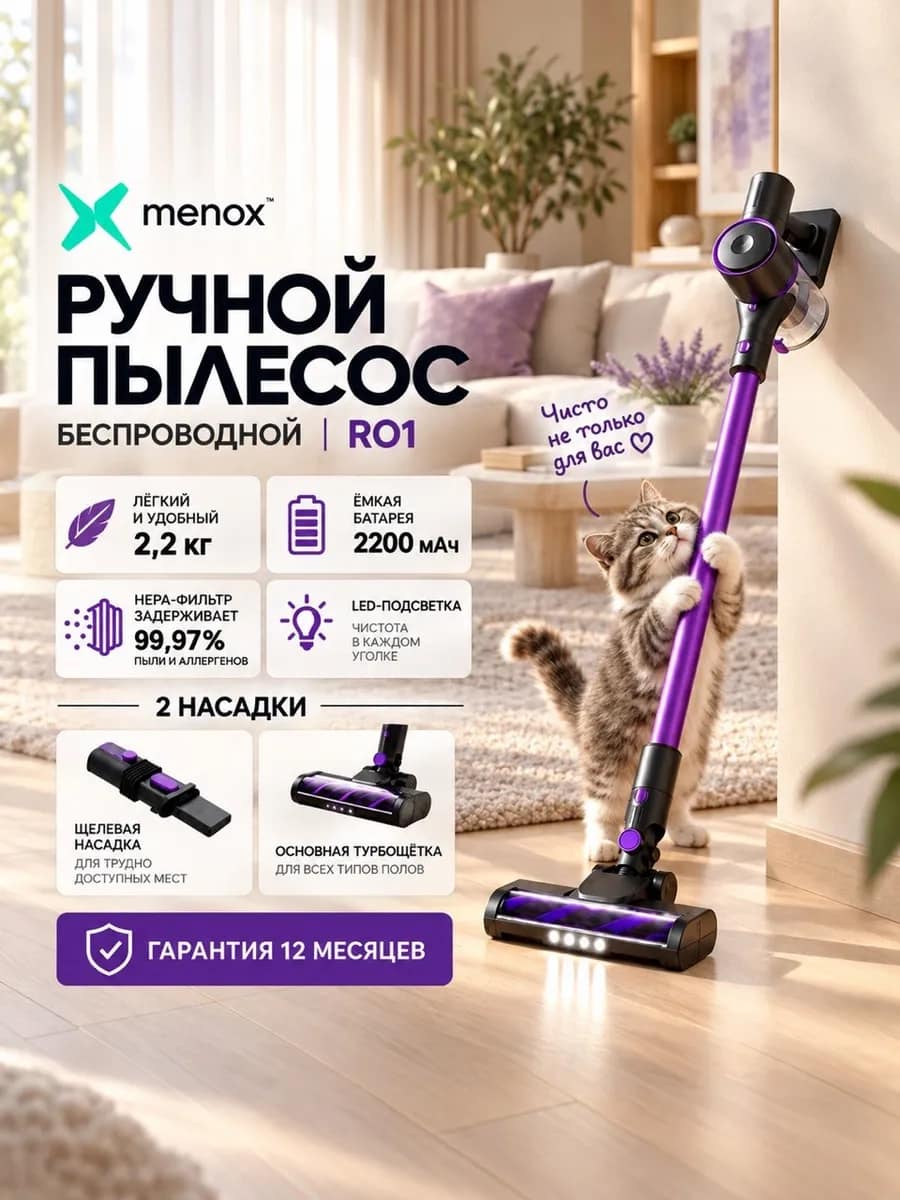 menox™
РУЧНОЙ
ПЫЛЕСОС
БЕСПРОВОДНОЙ | RO1
Чисто
не только
для вас ♡
ЛЁГКИЙ
И УДОБНЫЙ
2,2 кг
ЁМКАЯ
БАТАРЕЯ
2200 мАч
HEPA-ФИЛЬТР
ЗАДЕРЖИВАЕТ
99,97%
ПЫЛИ И АЛЛЕРГЕНОВ
LED-ПОДСВЕТКА
ЧИСТОТА
В КАЖДОМ
УГОЛКЕ
2 НАСАДКИ
ЩЕЛЕВАЯ
НАСАДКА
ДЛЯ ТРУДНО
ДОСТУПНЫХ МЕСТ
ОСНОВНАЯ ТУРБОЩЁТКА
ДЛЯ ВСЕХ ТИПОВ ПОЛОВ
ГАРАНТИЯ 12 МЕСЯЦЕВ